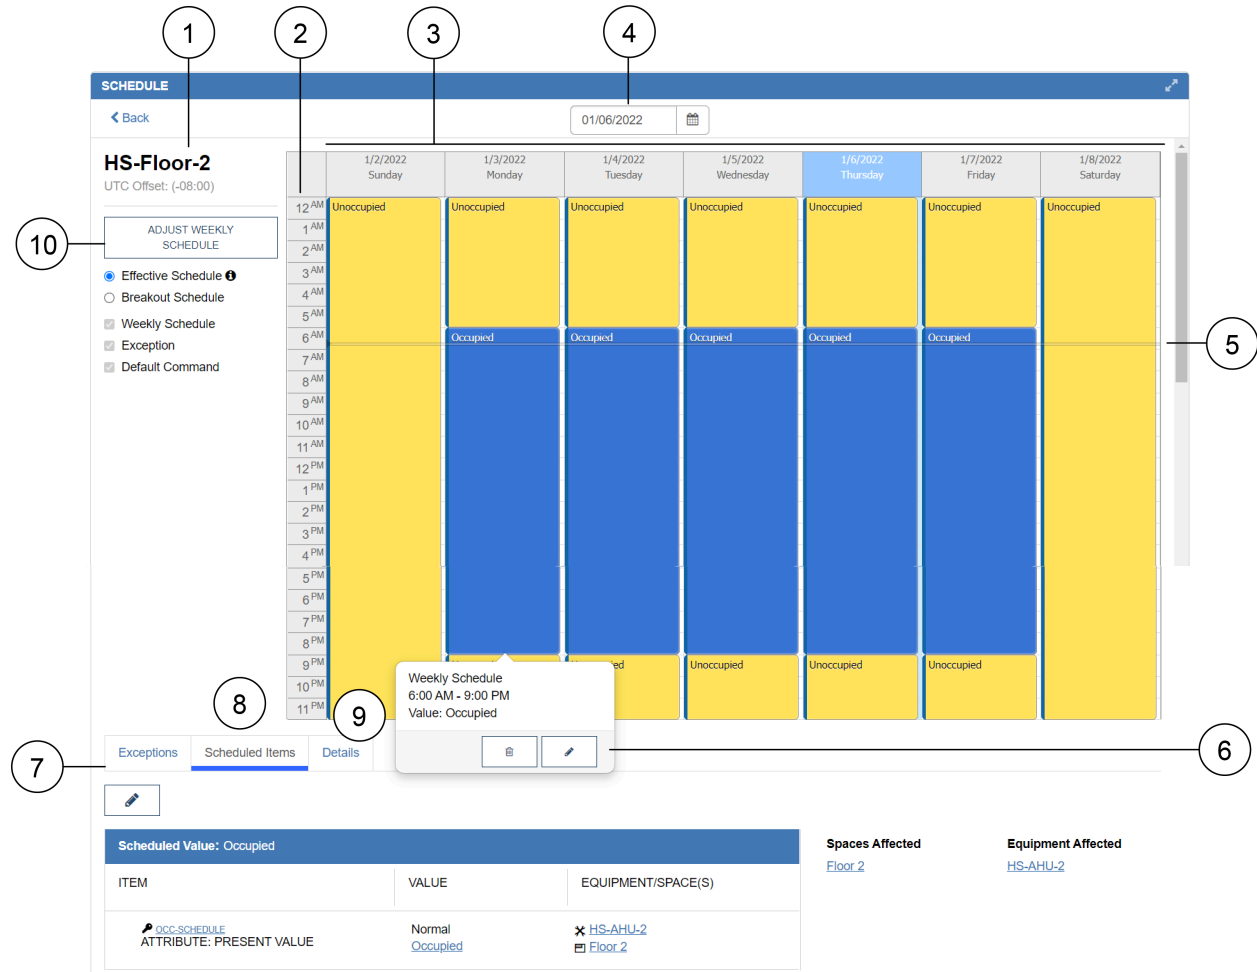 1
2
3
4
SCHEDULE
Back
01/06/2022
HS-Floor-2
UTC Offset: (-08:00)
1/2/2022 1/3/2022 1/4/2022 1/5/2022 1/6/2022 1/7/2022 1/8/2022
Sunday Monday Tuesday Wednesday Thursday Friday Saturday
10
ADJUST WEEKLY
SCHEDULE
Effective Schedule
Breakout Schedule
Weekly Schedule
Exception
Default Command
12 AM Unoccupied Unoccupied Unoccupied Unoccupied Unoccupied Unoccupied Unoccupied
1 AM
2 AM
3 AM
4 AM
5 AM
6 AM Occupied Occupied Occupied Occupied Occupied
5
7 AM
8 AM
9 AM
10 AM
11 AM
12 PM
1 PM
2 PM
3 PM
4 PM
5 PM
6 PM
7 PM
8 PM
9 PM Unoccupied Unoccupied Unoccupied
10 PM
11 PM
Weekly Schedule
6:00 AM - 9:00 PM
Value: Occupied
6
7
8
9
Exceptions Scheduled Items Details
Scheduled Value: Occupied
ITEM VALUE EQUIPMENT/SPACE(S)
OCC-SCHEDULE Normal HS-AHU-2
ATTRIBUTE: PRESENT VALUE Occupied Floor 2
Spaces Affected Equipment Affected
Floor 2 HS-AHU-2